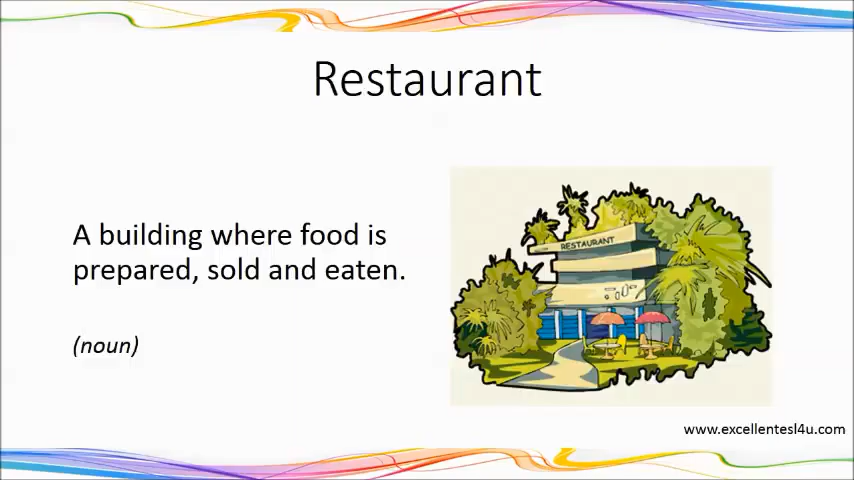 Restaurant
A building where food is
prepared, sold and eaten.
(noun)
RESTAURANT
www.excellentesl4u.com